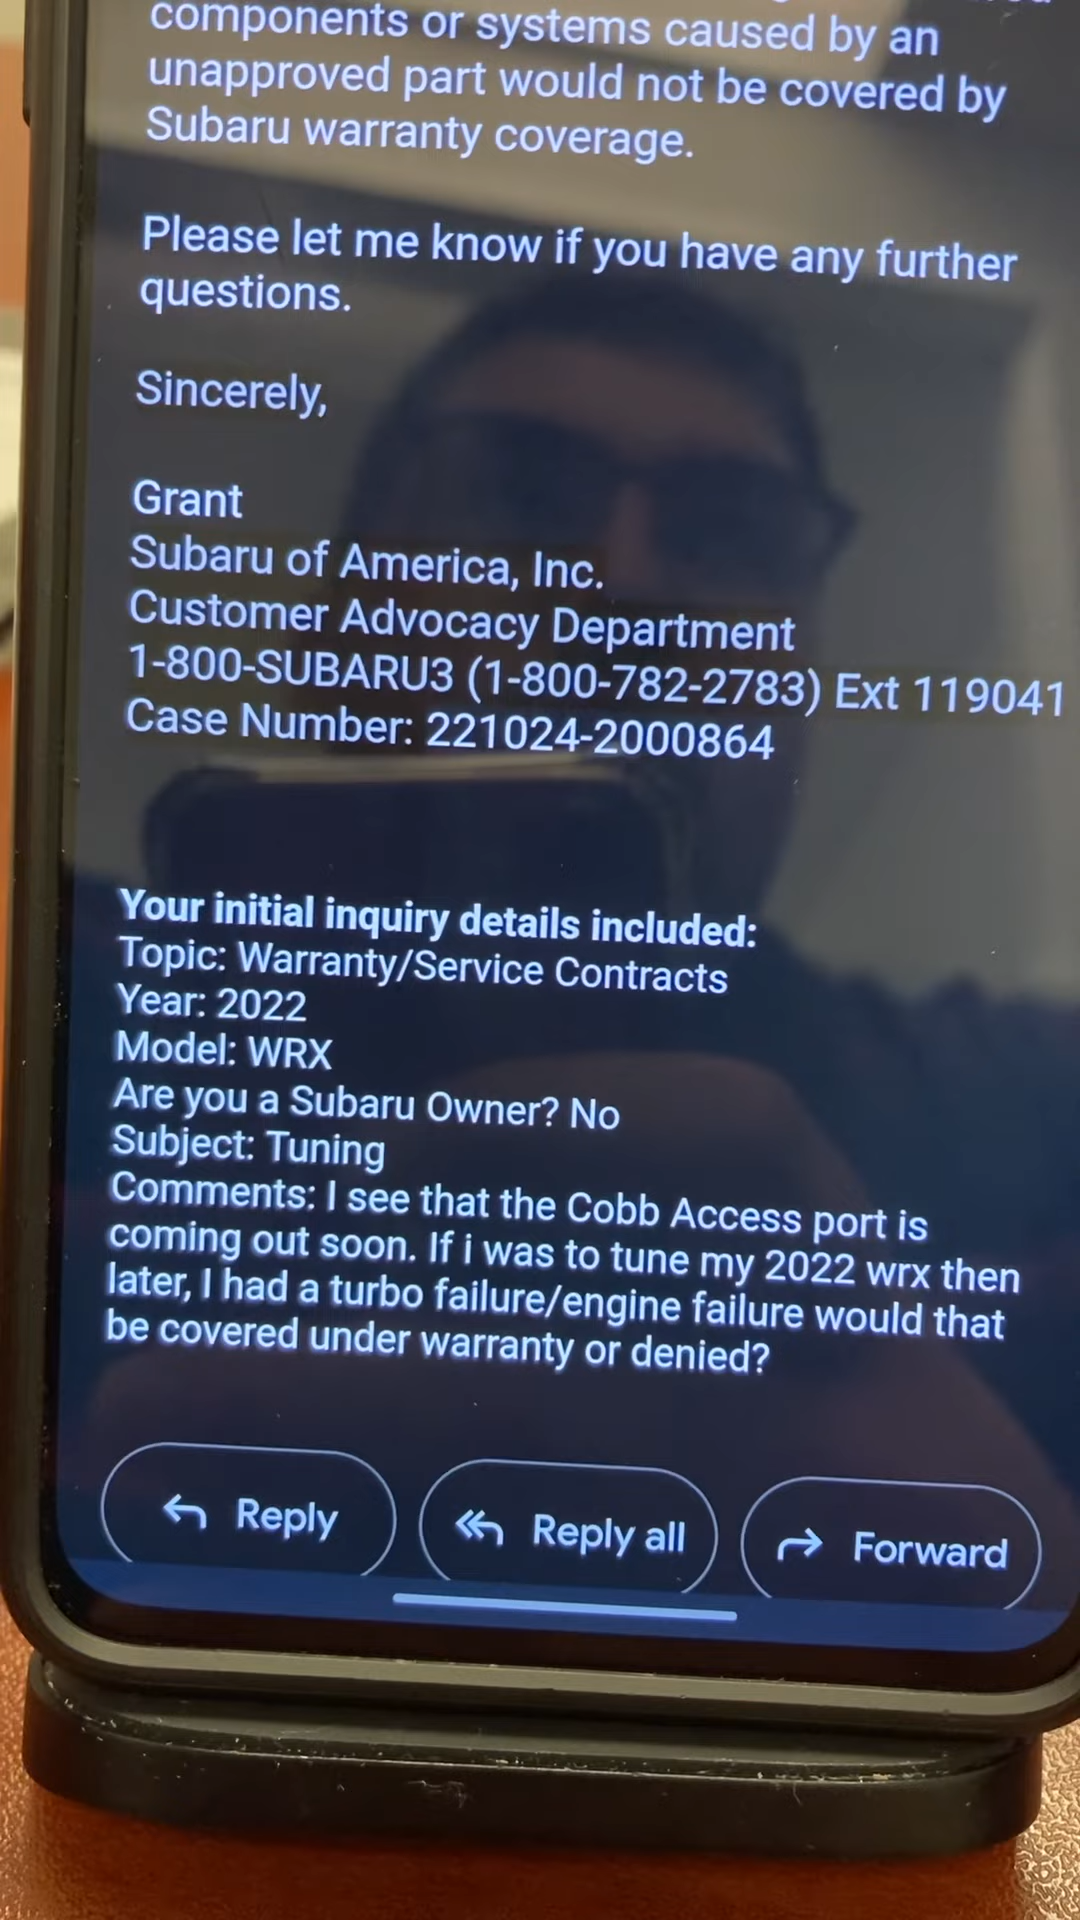 components or systems caused by an
unapproved part would not be covered by
Subaru warranty coverage.
Please let me know if you have any further
questions.
Sincerely,
Grant
Subaru of America, Inc.
Customer Advocacy Department
1-800-SUBARU3 (1-800-782-2783) Ext 119041
Case Number: 221024-2000864
Your initial inquiry details included:
Topic: Warranty/Service Contracts
Year: 2022
Model: WRX
Are you a Subaru Owner? No
Subject: Tuning
Comments: I see that the Cobb Access port is
coming out soon. If i was to tune my 2022 wrx then
later, I had a turbo failure/engine failure would that
be covered under warranty or denied?
Reply
Reply all
Forward